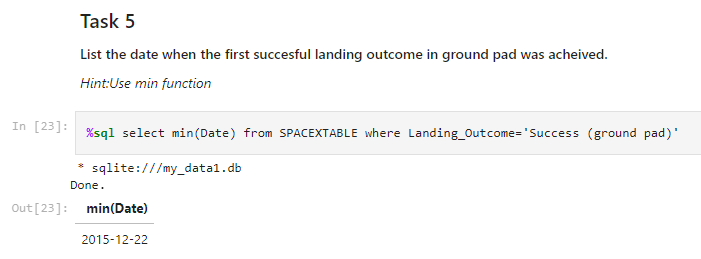 Task 5
List the date when the first succesful landing outcome in ground pad was acheived.
Hint:Use min function
In [23]: %sql select min(Date) from SPACEXTABLE where Landing_Outcome='Success (ground pad)'
* sqlite:///my_data1.db
Done.
Out[23]: min(Date)
2015-12-22